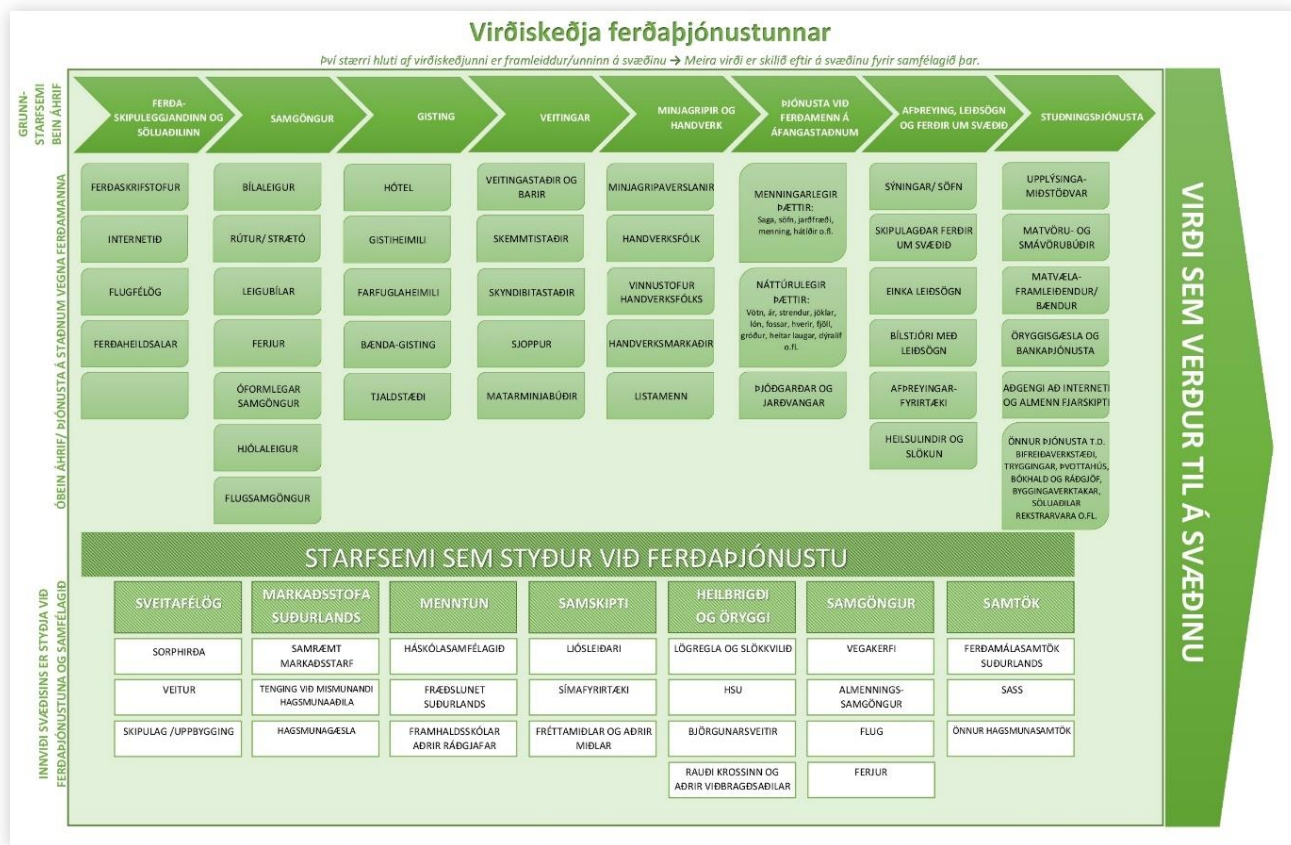 Virðiskeðja ferðaþjónustunnar
Því stærri hluti af virðiskeðjunni er framleiddur/unninn á svæðinu → Meira virði er skilið eftir á svæðinu fyrir samfélagið þar.
GRUNN-
STARFSEMI
BEIN ÁHRIF
FERÐA-
SKIPULEGGJANDINN OG
SÖLUAÐILINN
SAMGÖNGUR
GISTING
VEITINGAR
MINJAGRIPIR OG
HANDVERK
ÞJÓNUSTA VIÐ
FERÐAMENN Á
ÁFANGASTAÐNUM
AFÞREYING, LEIÐSÖGN
OG FERÐIR UM SVÆÐIÐ
STUÐNINGSÞJÓNUSTA
ÓBEIN ÁHRIF/ ÞJÓNUSTA Á STAÐNUM VEGNA FERÐAMANNA
FERÐASKRIFSTOFUR
INTERNETIÐ
FLUGFÉLÖG
FERÐAHEILDSALAR
BÍLALEIGUR
RÚTUR/ STRÆTÓ
LEIGUBÍLAR
FERJUR
ÓFORMLEGAR
SAMGÖNGUR
HJÓLALEIGUR
FLUGSAMGÖNGUR
HÓTEL
GISTIHEIMILI
FARFUGLAHEIMILI
BÆNDA-GISTING
TJALDSTÆÐI
VEITINGASTAÐIR OG
BARIR
SKEMMTISTAÐIR
SKYNDIBITASTAÐIR
SJOPPUR
MATARMINJABÚÐIR
MINJAGRIPAVERSLANIR
HANDVERKSFÓLK
VINNUSTOFUR
HANDVERKSFÓLKS
HANDVERKSMARKAÐIR
LISTAMENN
MENNINGARLEGIR
ÞÆTTIR:
Saga, söfn, jarðfræði,
menning, hátíðir o.fl.
NÁTTÚRULEGIR
ÞÆTTIR:
Vötn, ár, strendur, jöklar,
lón, fossar, hverir, fjöll,
gróður, heitar laugar, dýralíf
o.fl.
ÞJÓÐGARÐAR OG
JARÐVANGAR
SÝNINGAR/ SÖFN
SKIPULAGÐAR FERÐIR
UM SVÆÐIÐ
EINKA LEIÐSÖGN
BÍLSTJÓRI MEÐ
LEIÐSÖGN
AFÞREYINGAR-
FYRIRTÆKI
HEILSULINDIR OG
SLÖKUN
UPPLÝSINGA-
MIÐSTÖÐVAR
MATVÖRU- OG
SMÁVÖRUBÚÐIR
MATVÆLA-
FRAMLEIÐENDUR/
BÆNDUR
ÖRYGGISGÆSLA OG
BANKAÞJÓNUSTA
AÐGENGI AÐ INTERNETI
OG ALMENN FJARSKIPTI
ÖNNUR ÞJÓNUSTA T.D.
BIFREIÐAVERKSTÆÐI,
TRYGGINGAR, ÞVOTTAHÚS,
BÓKHALD OG RÁÐGJÖF,
BYGGINGAVERKTAKAR,
SÖLUAÐILAR
REKSTRARVARA O.FL.
VIRÐI SEM VERÐUR TIL Á SVÆÐINU
STARFSEMI SEM STYÐUR VIÐ FERÐAÞJÓNUSTU
INNVIÐI SVÆÐISINS ER STYÐJA VIÐ
FERÐAÞJÓNUSTUNA OG SAMFÉLAGIÐ
SVEITAFÉLÖG
SORPHIRÐA
VEITUR
SKIPULAG /UPPBYGGING
MARKAÐSSTOFA
SUÐURLANDS
SAMRÆMT
MARKAÐSSTARF
TENGING VIÐ MISMUNANDI
HAGSMUNAAÐILA
HAGSMUNAGÆSLA
MENNTUN
HÁSKÓLASAMFÉLAGIÐ
FRÆÐSLUNET
SUÐURLANDS
FRAMHALDSSKÓLAR
AÐRIR RÁÐGJAFAR
SAMSKIPTI
LJÓSLEIÐARI
SÍMAFYRIRTÆKI
FRÉTTAMIÐLAR OG AÐRIR
MIÐLAR
HEILBRIGÐI
OG ÖRYGGI
LÖGREGLA OG SLÖKKVILIÐ
HSU
BJÖRGUNARSVEITIR
RAUÐI KROSSINN OG
AÐRIR VIÐBRAGÐSAÐILAR
SAMGÖNGUR
VEGAKERFI
ALMENNINGS-
SAMGÖNGUR
FLUG
FERJUR
SAMTÖK
FERÐAMÁLASAMTÖK
SUÐURLANDS
SASS
ÖNNUR HAGSMUNASAMTÖK